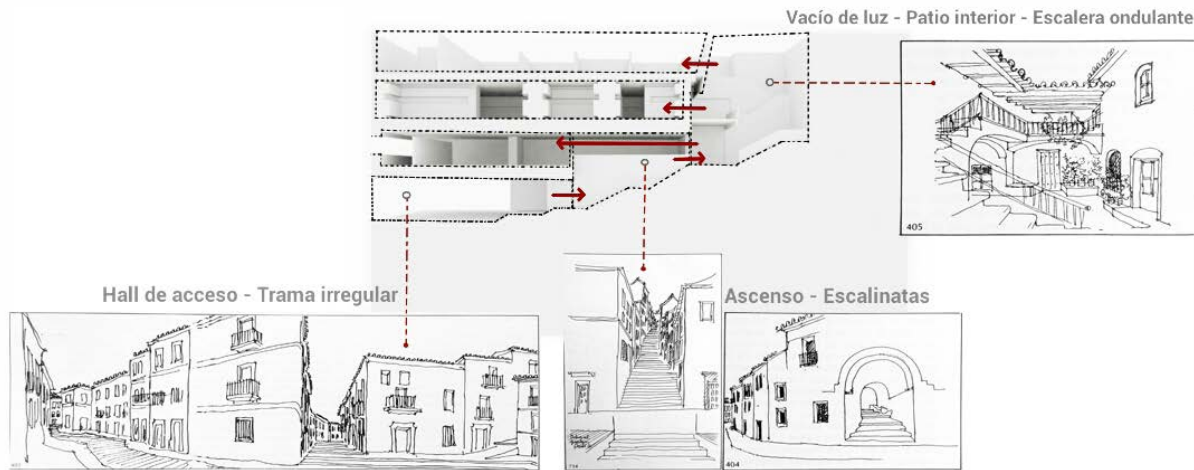 Vacío de luz - Patio interior - Escalera ondulante
405
Hall de acceso - Trama irregular
Ascenso - Escalinatas
404